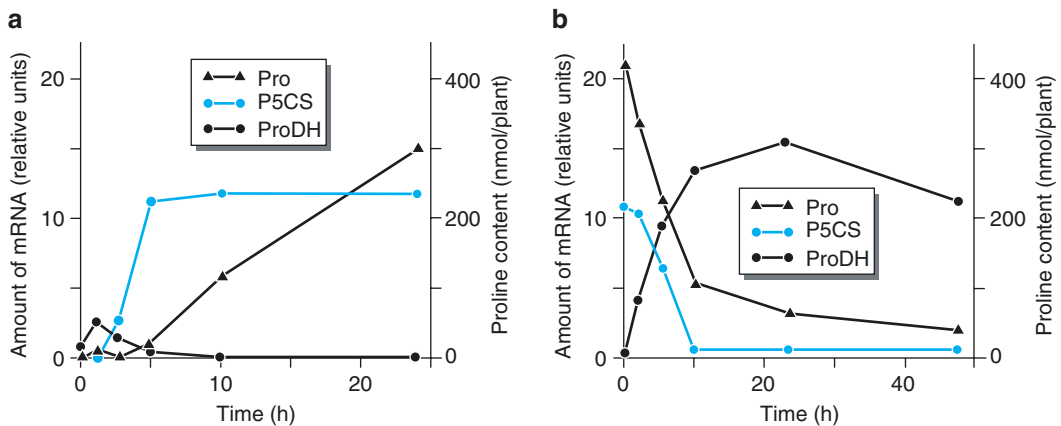 a
Amount of mRNA (relative units)
20
10
0
Pro
P5CS
ProDH
400
200
0
Proline content (nmol/plant)
0
10
20
Time (h)
b
Amount of mRNA (relative units)
20
10
0
Pro
P5CS
ProDH
400
200
0
Proline content (nmol/plant)
0
20
40
Time (h)